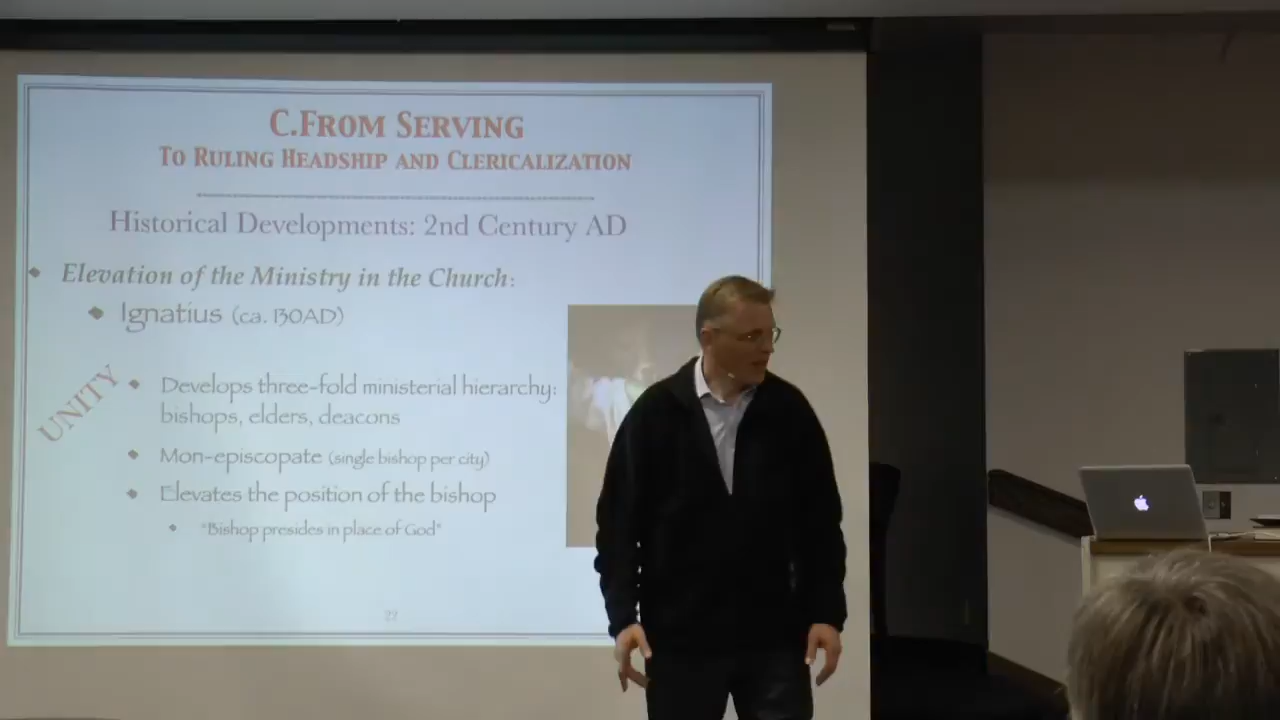 C.From Serving
To Ruling Headship and Clericalization
Historical Developments: 2nd Century AD
Elevation of the Ministry in the Church:
Ignatius (ca. 130AD)
UNITY
Develops three-fold ministerial hierarchy:
bishops, elders, deacons
Mon-episcopate (single bishop per city)
Elevates the position of the bishop
"Bishop presides in place of God"
22